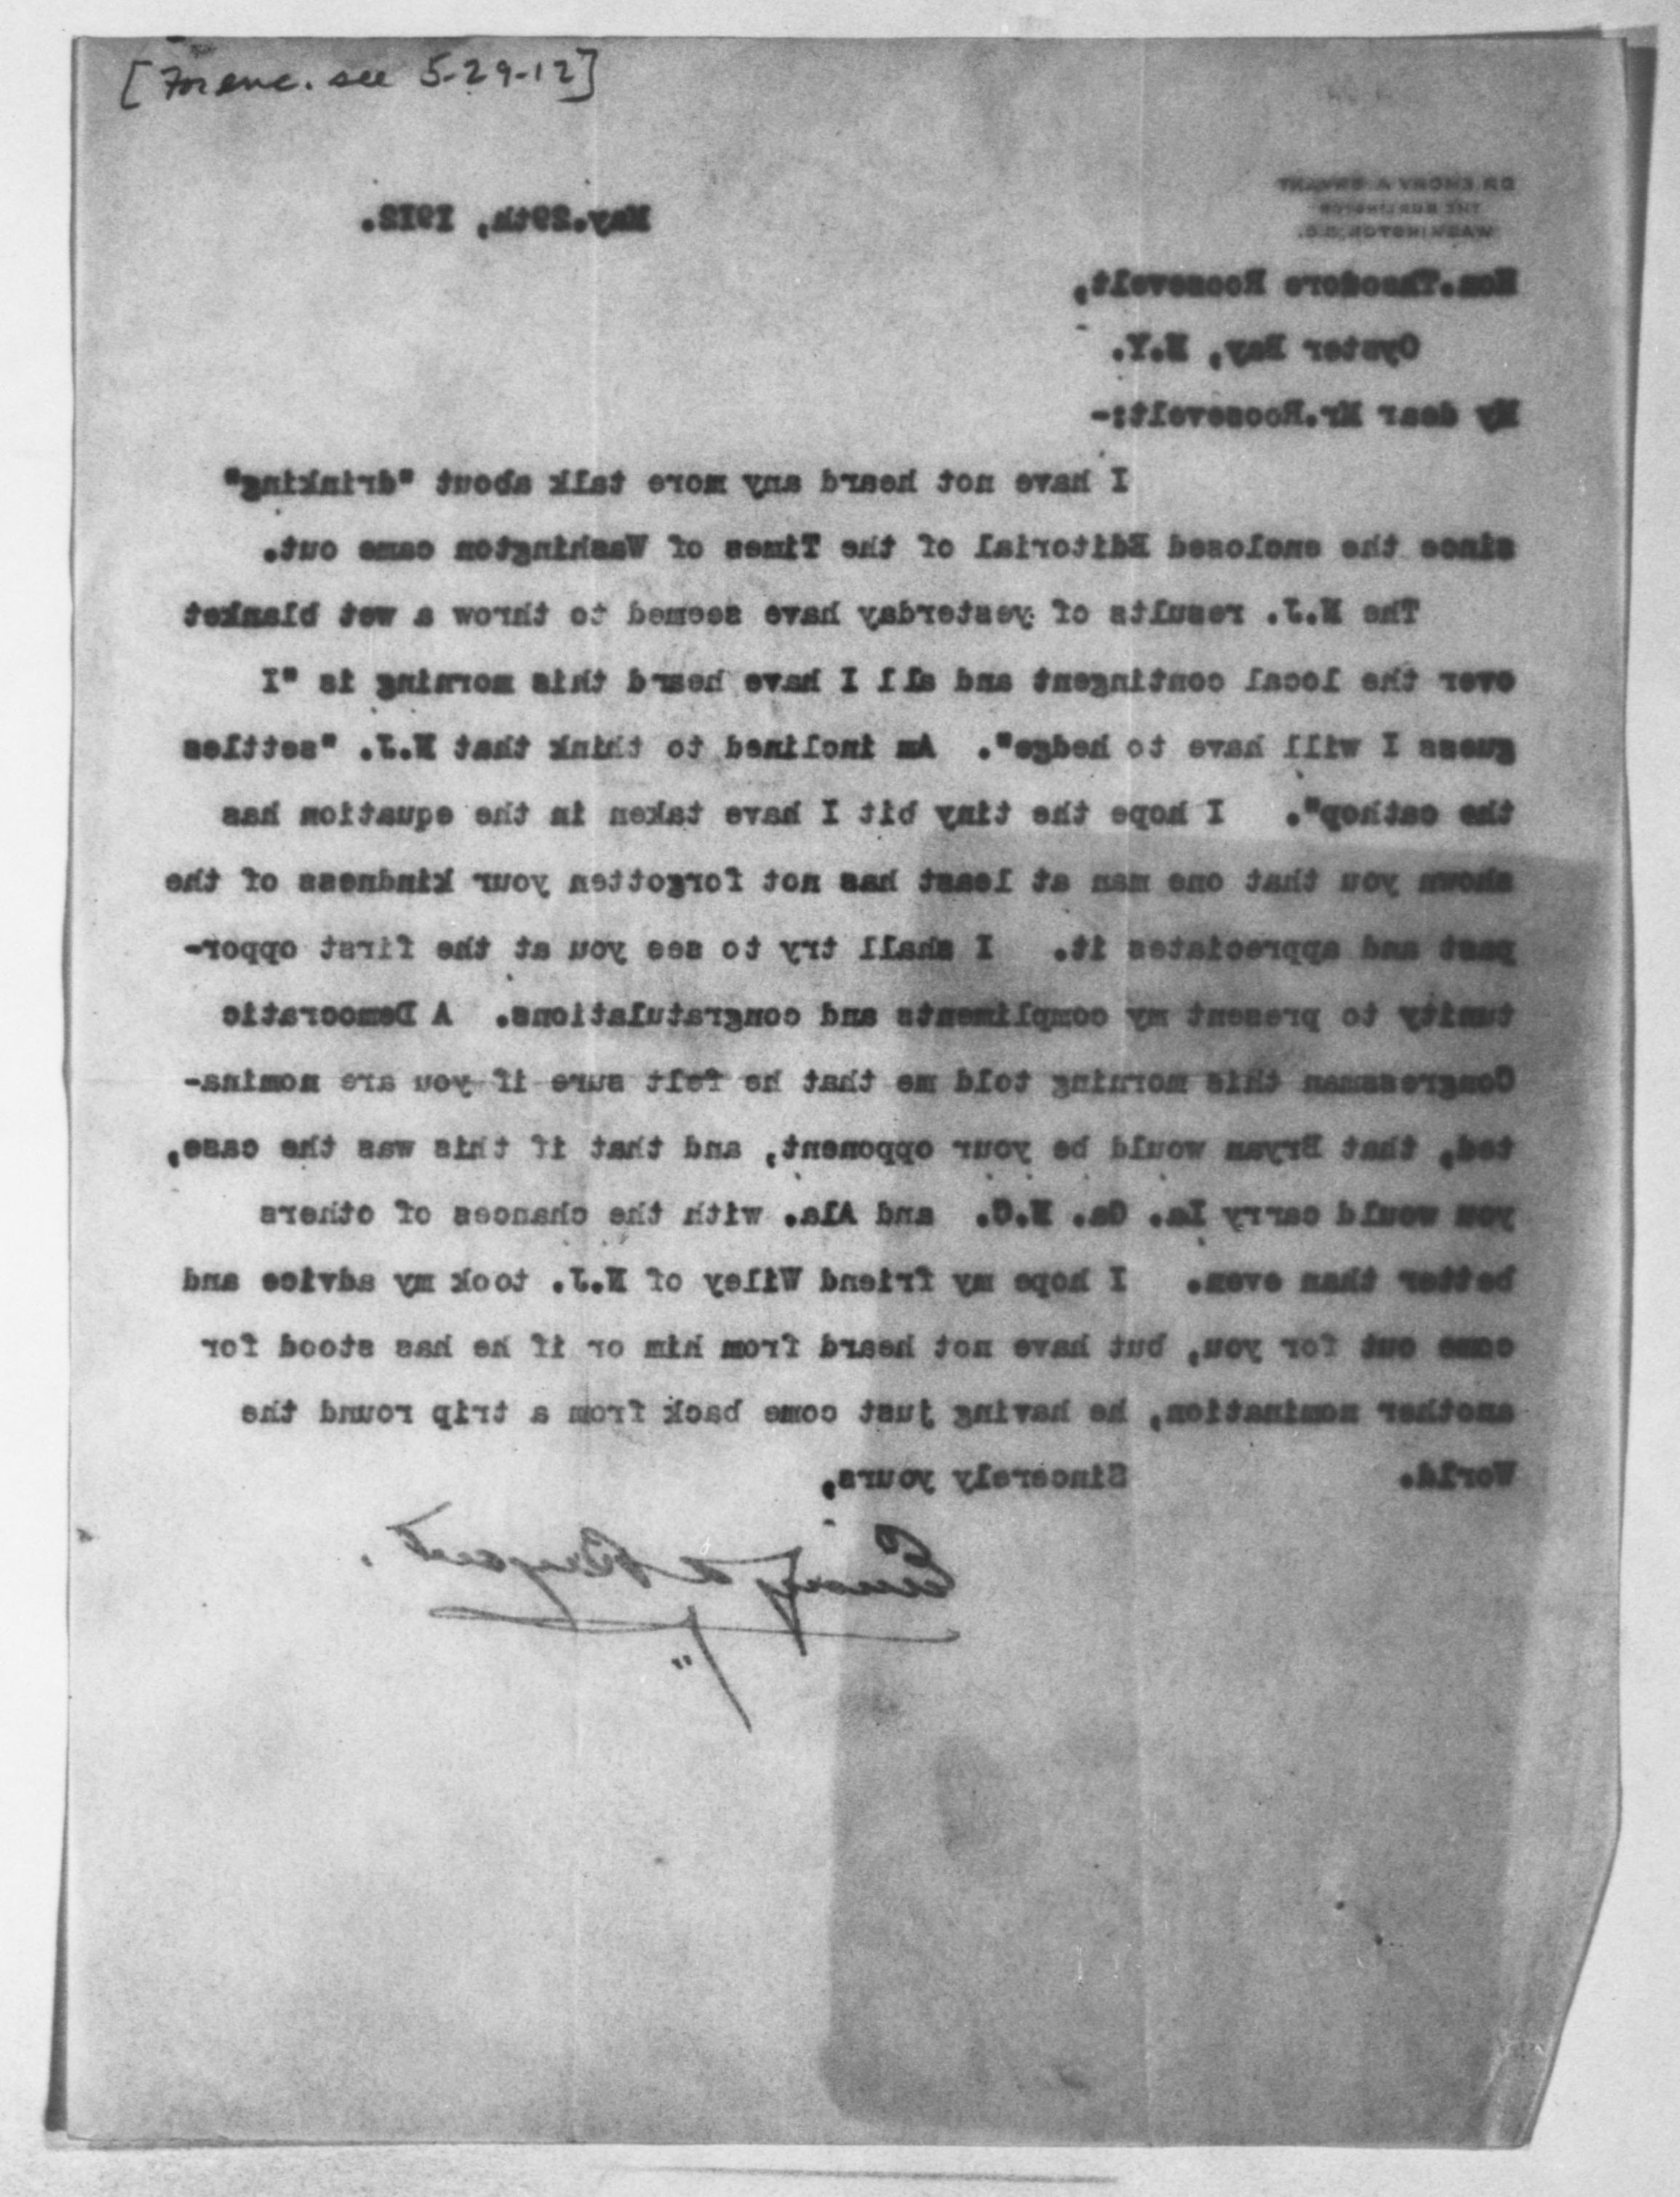 [For enc. see 5-29-12]
DR EMORY A. BRYANT
THE BURLINGTON
WASHINGTON, D.C.
May.29th, 1912.
Hon.Theodore Roosevelt,
Oyster Bay, N.Y.
My dear Mr.Roosevelt:-
I have not heard any more talk about "drinking"
since the enclosed Editorial of the Times of Washington came out.
The N.J. results of yesterday have seemed to throw a wet blanket
over the local contingent and all I have heard this morning is "I
guess I will have to hedge". Am inclined to think that N.J. "settles
the cathop". I hope the tiny bit I have taken in the equation has
shown you that one man at least has not forgotten your kindness of the
past and appreciates it. I shall try to see you at the first oppor-
tunity to present my compliments and congratulations. A Democratic
Congressman this morning told me that he felt sure if you are nomina-
ted, that Bryan would be your opponent, and that if this was the case,
you would carry La. Ga. N.C. and Ala. with the chances of others
better than even. I hope my friend Wiley of N.J. took my advice and
come out for you, but have not heard from him or if he has stood for
another nomination, he having just come back from a trip round the
World. Sincerely yours,
Emory A Bryant.